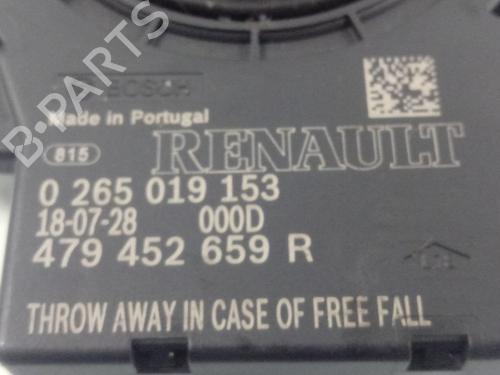 B-PARTS
BOSCH
Made in Portugal
815
RENAULT
0 265 019 153
18-07-28 000D
479 452 659 R
THROW AWAY IN CASE OF FREE FALL